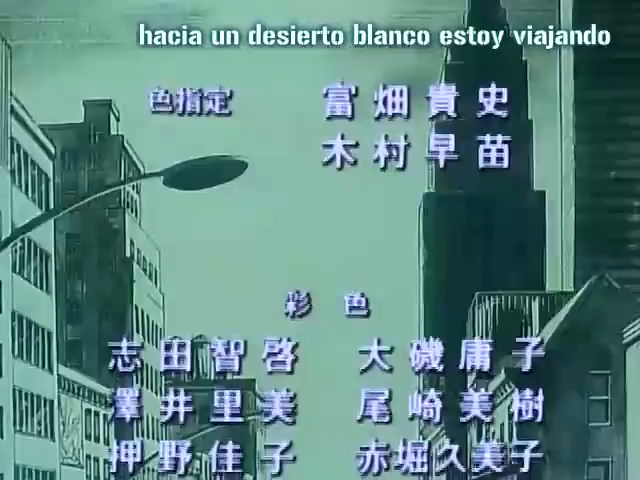 hacia un desierto blanco estoy viajando
色指定 富畑貴史
木村早苗
彩色
志田智啓 大磯庸子
澤井里美 尾崎美樹
押野佳子 赤堀久美子